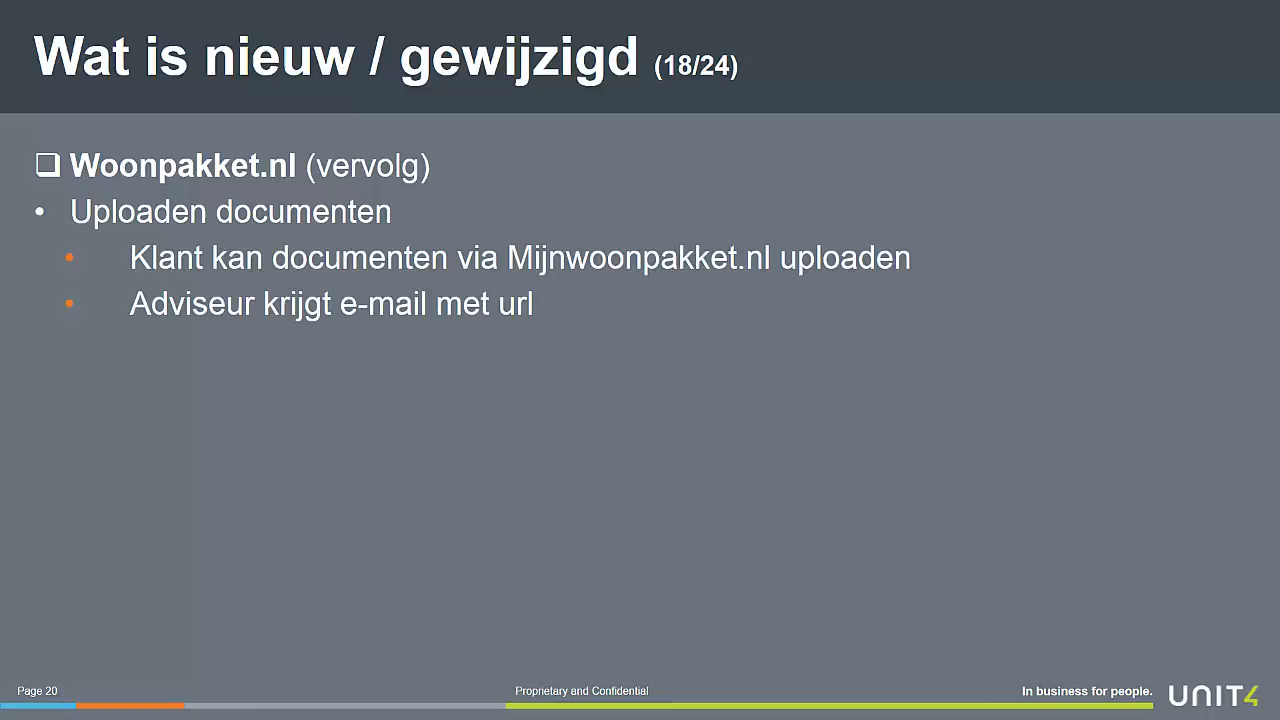 Wat is nieuw / gewijzigd (18/24)
❑ Woonpakket.nl (vervolg)
• Uploaden documenten
• Klant kan documenten via Mijnwoonpakket.nl uploaden
• Adviseur krijgt e-mail met url
Page 20
Proprietary and Confidential
In business for people.
UNIT4